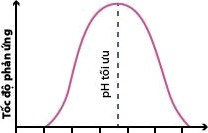 Tốc độ phản ứng
pH tối ưu